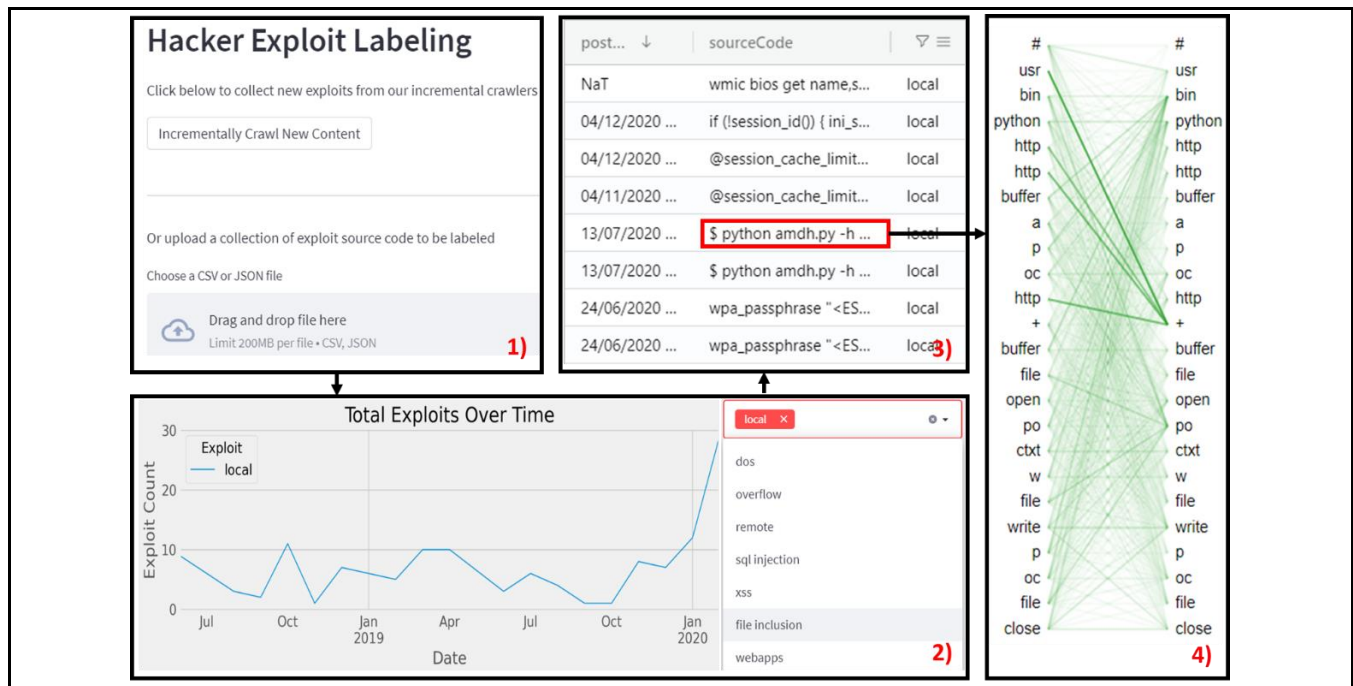 Hacker Exploit Labeling
Click below to collect new exploits from our incremental crawlers
Incrementally Crawl New Content
Or upload a collection of exploit source code to be labeled
Choose a CSV or JSON file
Drag and drop file here
Limit 200MB per file • CSV, JSON
1)
Total Exploits Over Time
Exploit
local
Exploit Count
30
20
10
0
Jul Oct Jan Apr Jul Oct Jan
2019 2020
Date
local ×
dos
overflow
remote
sql injection
xss
file inclusion
webapps
2)
post... ↓ sourceCode
NaT wmic bios get name,s... local
04/12/2020 ... if (!session_id()) { ini_s... local
04/12/2020 ... @session_cache_limit... local
04/11/2020 ... @session_cache_limit... local
13/07/2020 ... $ python amdh.py -h ... local
13/07/2020 ... $ python amdh.py -h ... local
24/06/2020 ... wpa_passphrase "<ES... local
24/06/2020 ... wpa_passphrase "<ES... local
3)
# #
usr usr
bin bin
python python
http http
http http
buffer buffer
a a
p p
oc oc
http http
+ +
buffer buffer
file file
open open
po po
ctxt ctxt
w w
file file
write write
p p
oc oc
file file
close close
4)